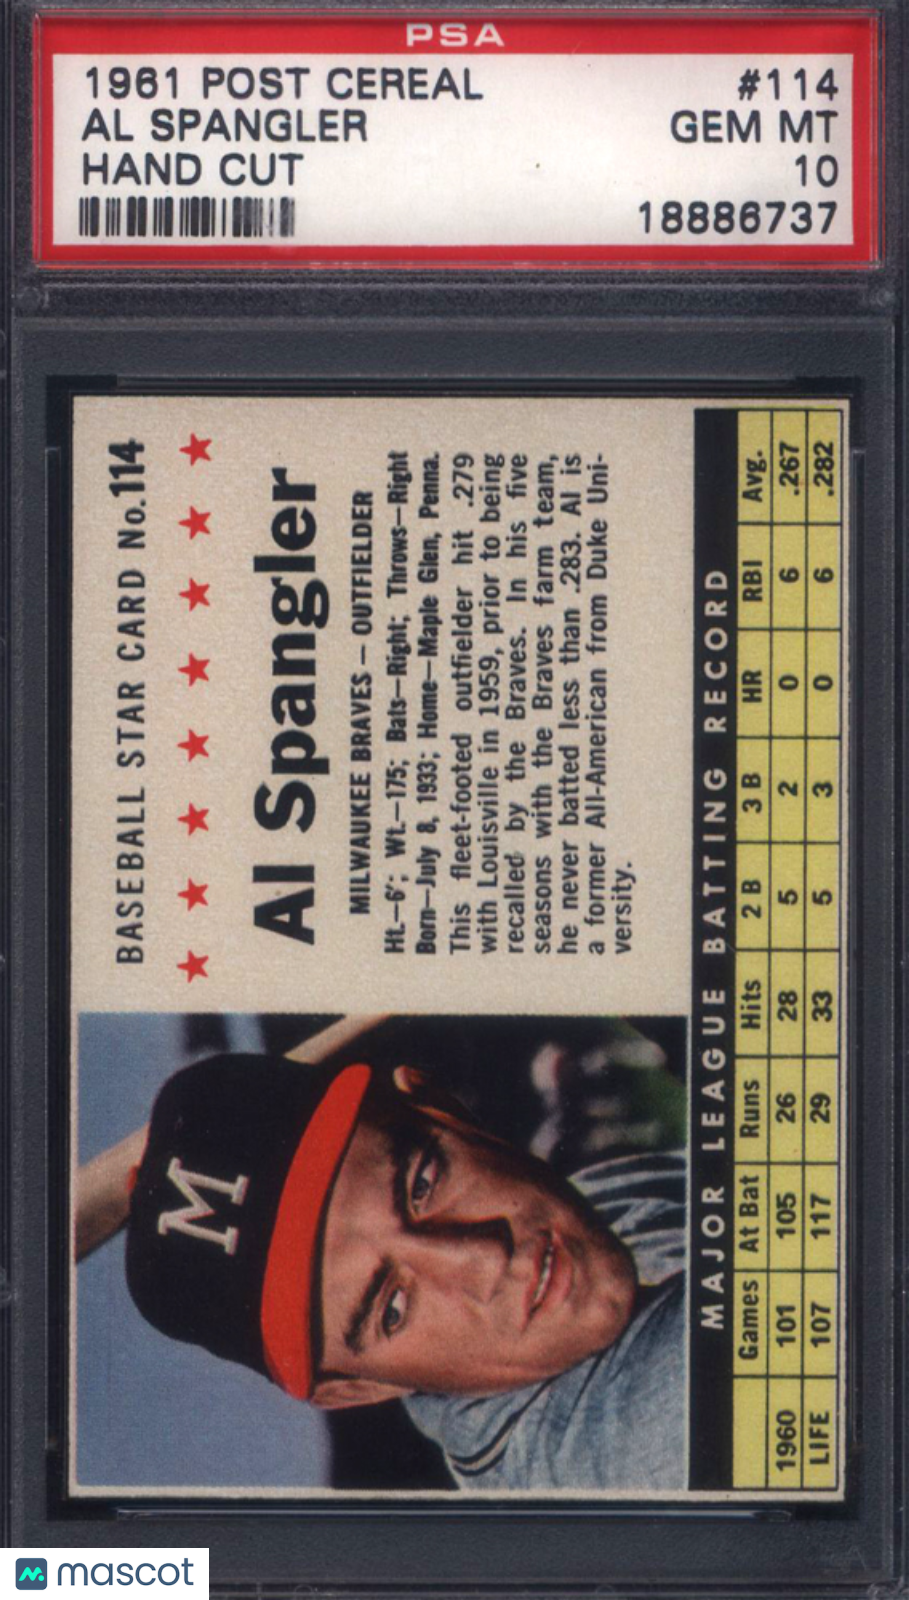 PSA
1961 POST CEREAL #114
AL SPANGLER GEM MT
HAND CUT 10
18886737
BASEBALL STAR CARD No.114
Al Spangler
MILWAUKEE BRAVES – OUTFIELDER
Ht.–6'; Wt.–175; Bats–Right; Throws–Right
Born–July 8, 1933; Home–Maple Glen, Penna.
This fleet-footed outfielder hit .279
with Louisville in 1959, prior to being
recalled by the Braves. In his five
seasons with the Braves farm team,
he never batted less than .283. Al is
a former All-American from Duke Uni-
versity.
M
MAJOR LEAGUE BATTING RECORD
Games At Bat Runs Hits 2 B 3 B HR RBI Avg.
1960 101 105 26 28 5 2 0 6 .267
LIFE 107 117 29 33 5 3 0 6 .282
mascot